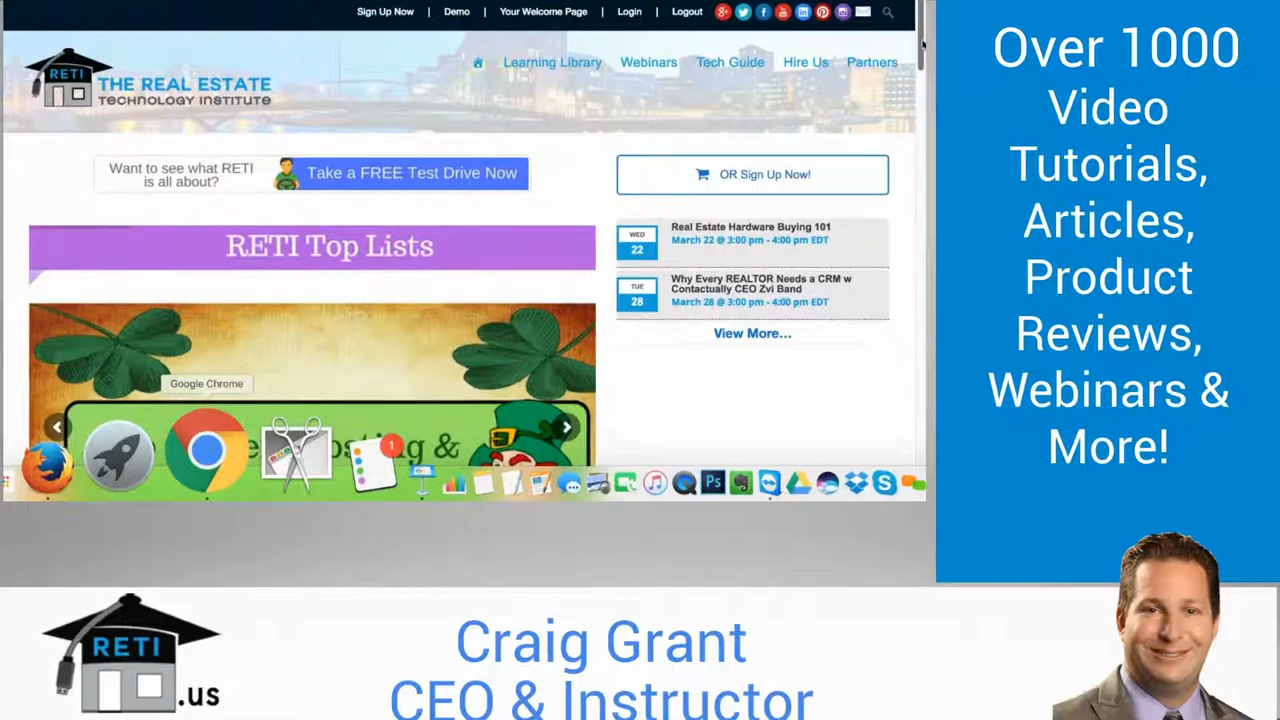 Sign Up Now | Demo | Your Welcome Page | Login | Logout
RETI
THE REAL ESTATE
TECHNOLOGY INSTITUTE
Learning Library
Webinars
Tech Guide
Hire Us
Partners
Want to see what RETI
is all about?
Take a FREE Test Drive Now
OR Sign Up Now!
RETI Top Lists
WED
22
Real Estate Hardware Buying 101
March 22 @ 3:00 pm - 4:00 pm EDT
TUE
28
Why Every REALTOR Needs a CRM w
Contactually CEO Zvi Band
March 28 @ 3:00 pm - 4:00 pm EDT
View More...
Google Chrome
1
Ps
Over 1000
Video
Tutorials,
Articles,
Product
Reviews,
Webinars &
More!
RETI
.us
Craig Grant
CEO & Instructor